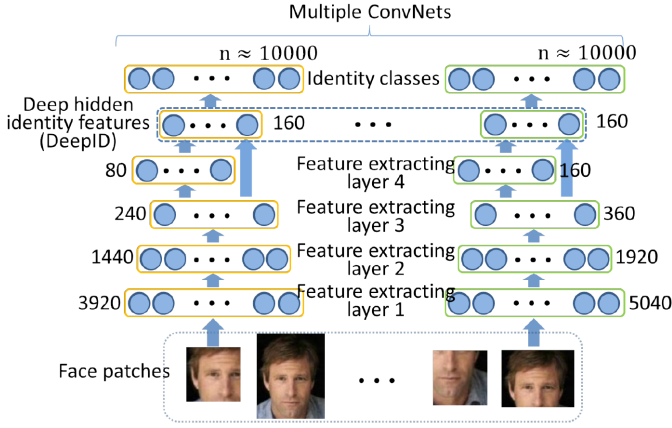 Multiple ConvNets
n ≈ 10000
n ≈ 10000
Identity classes
Deep hidden
identity features
(DeepID)
160
160
80
Feature extracting
layer 4
160
240
Feature extracting
layer 3
360
1440
Feature extracting
layer 2
1920
3920
Feature extracting
layer 1
5040
Face patches